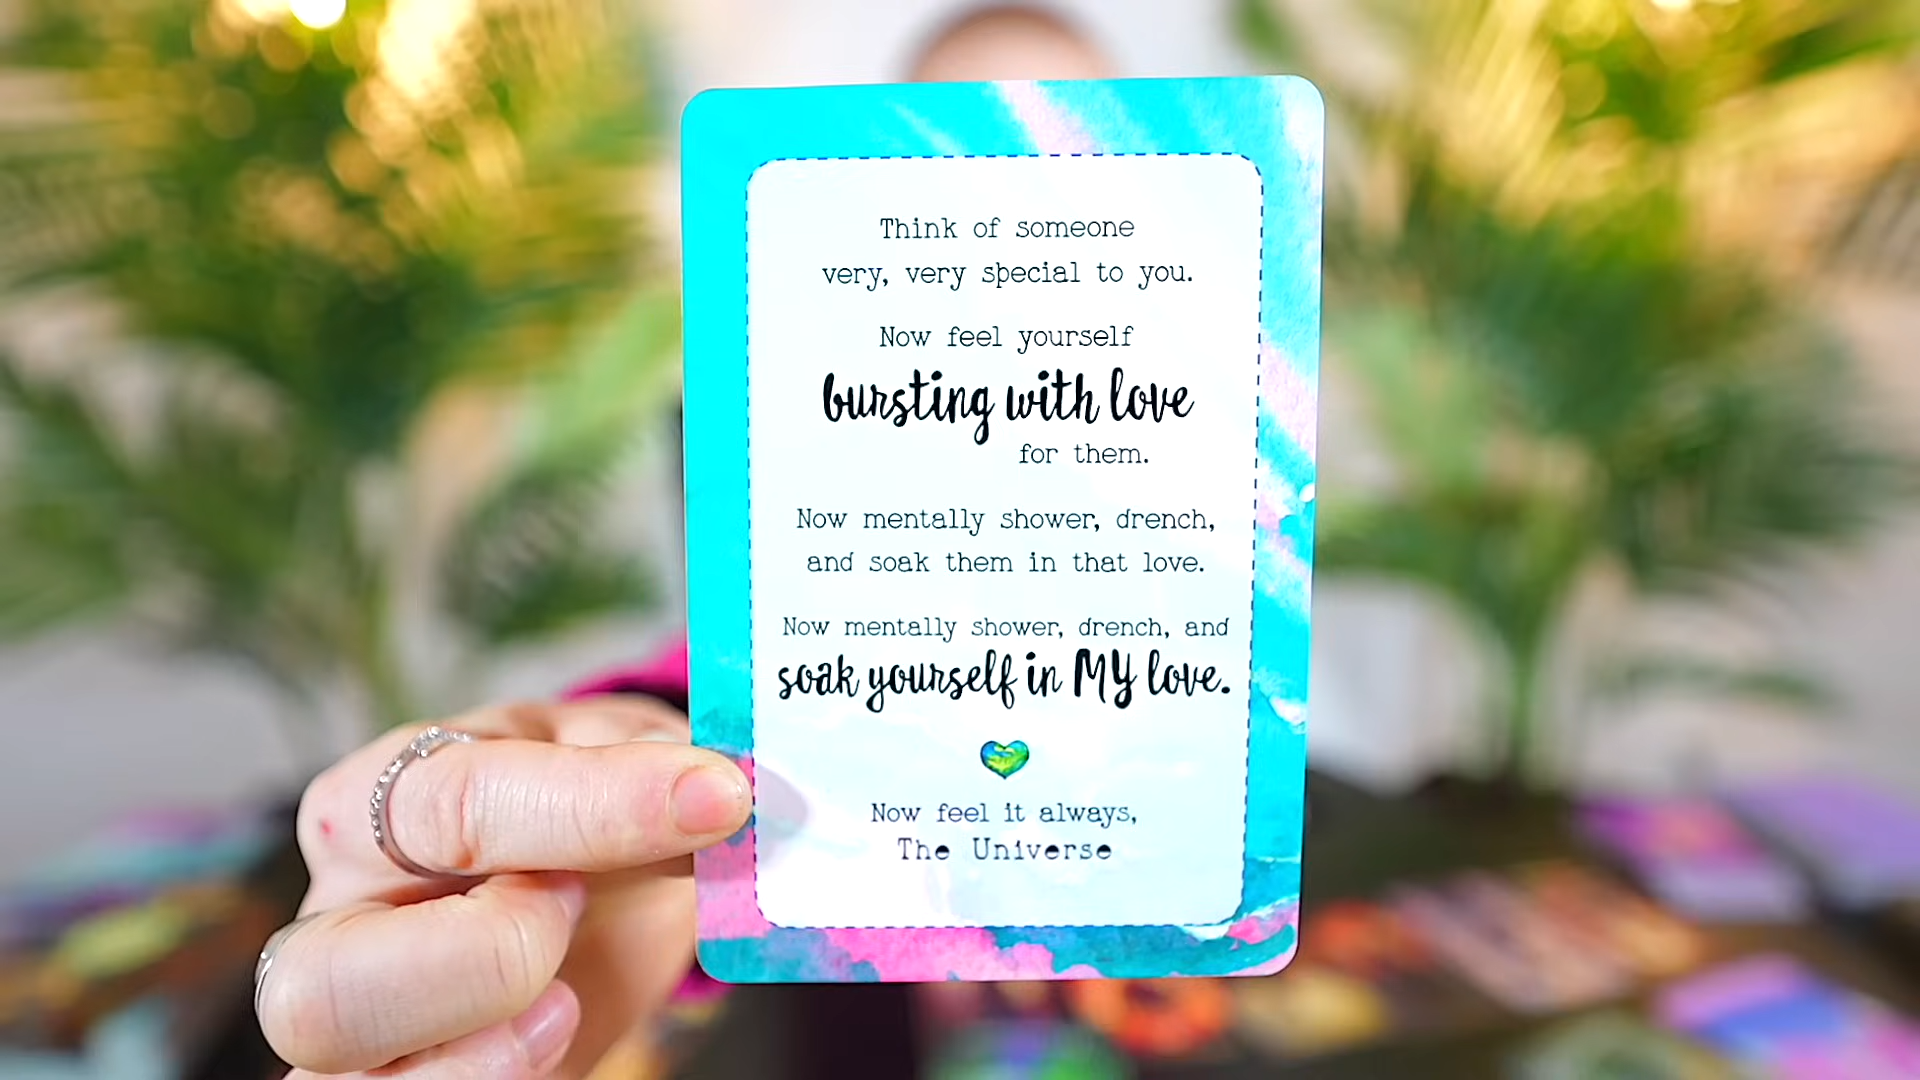 Think of someone
very, very special to you.
Now feel yourself
bursting with love
for them.
Now mentally shower, drench,
and soak them in that love.
Now mentally shower, drench, and
soak yourself in MY love.
Now feel it always,
The Universe